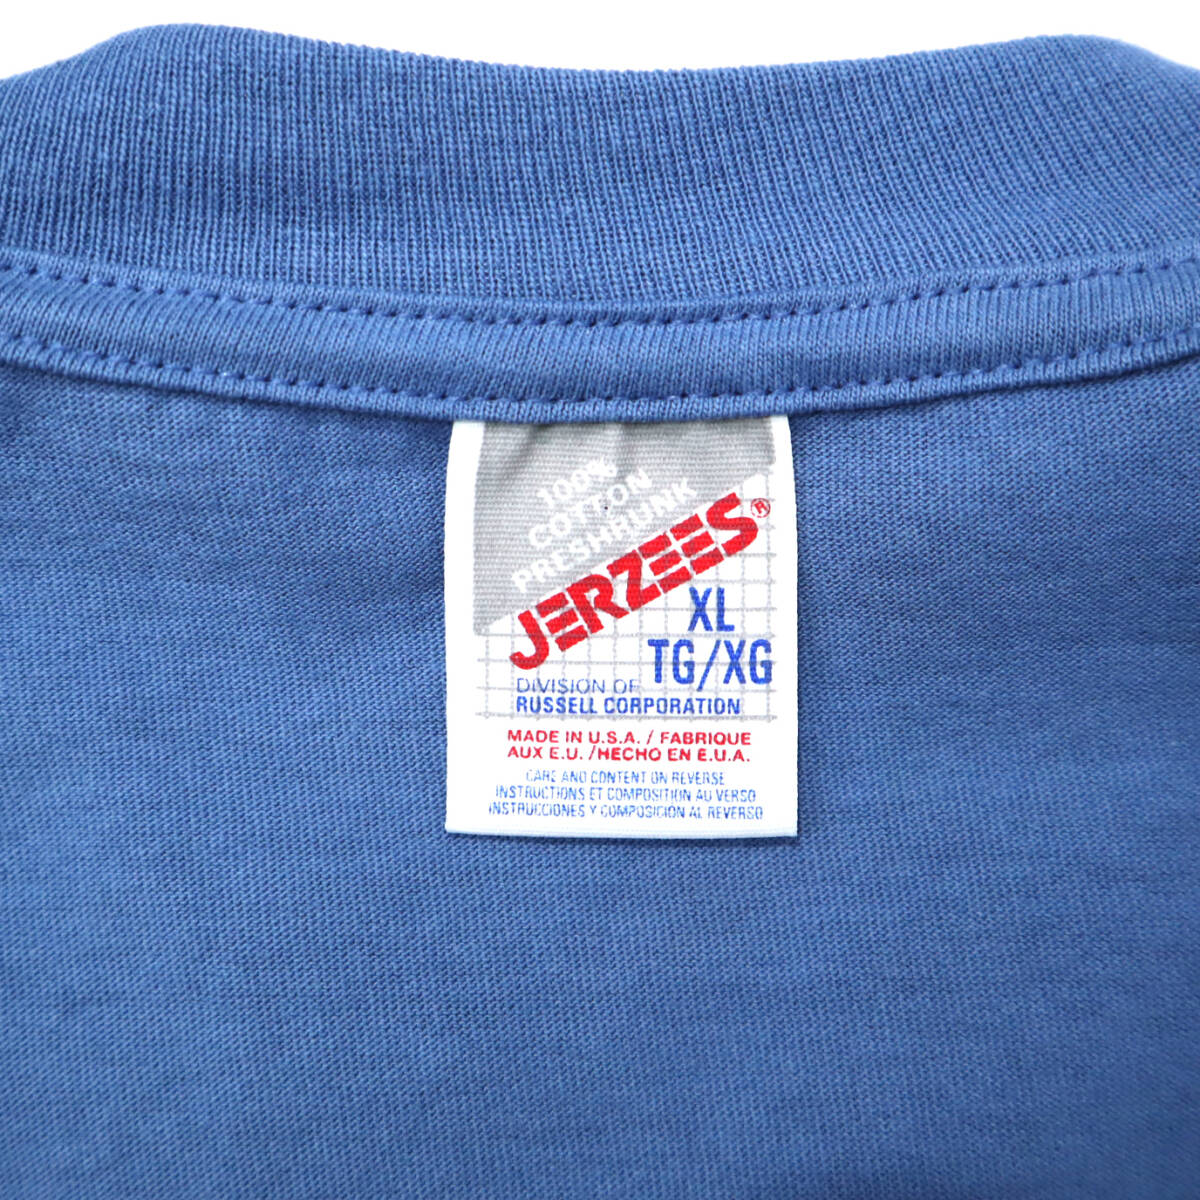 100%
COTTON
PRESHRUNK
JERZEES®
XL
TG/XG
DIVISION OF
RUSSELL CORPORATION
MADE IN U.S.A. / FABRIQUE
AUX E.U. /HECHO EN E.U.A.
CARE AND CONTENT ON REVERSE
INSTRUCTIONS ET COMPOSITION AU VERSO
INSTRUCCIONES Y COMPOSICION AL REVERSO